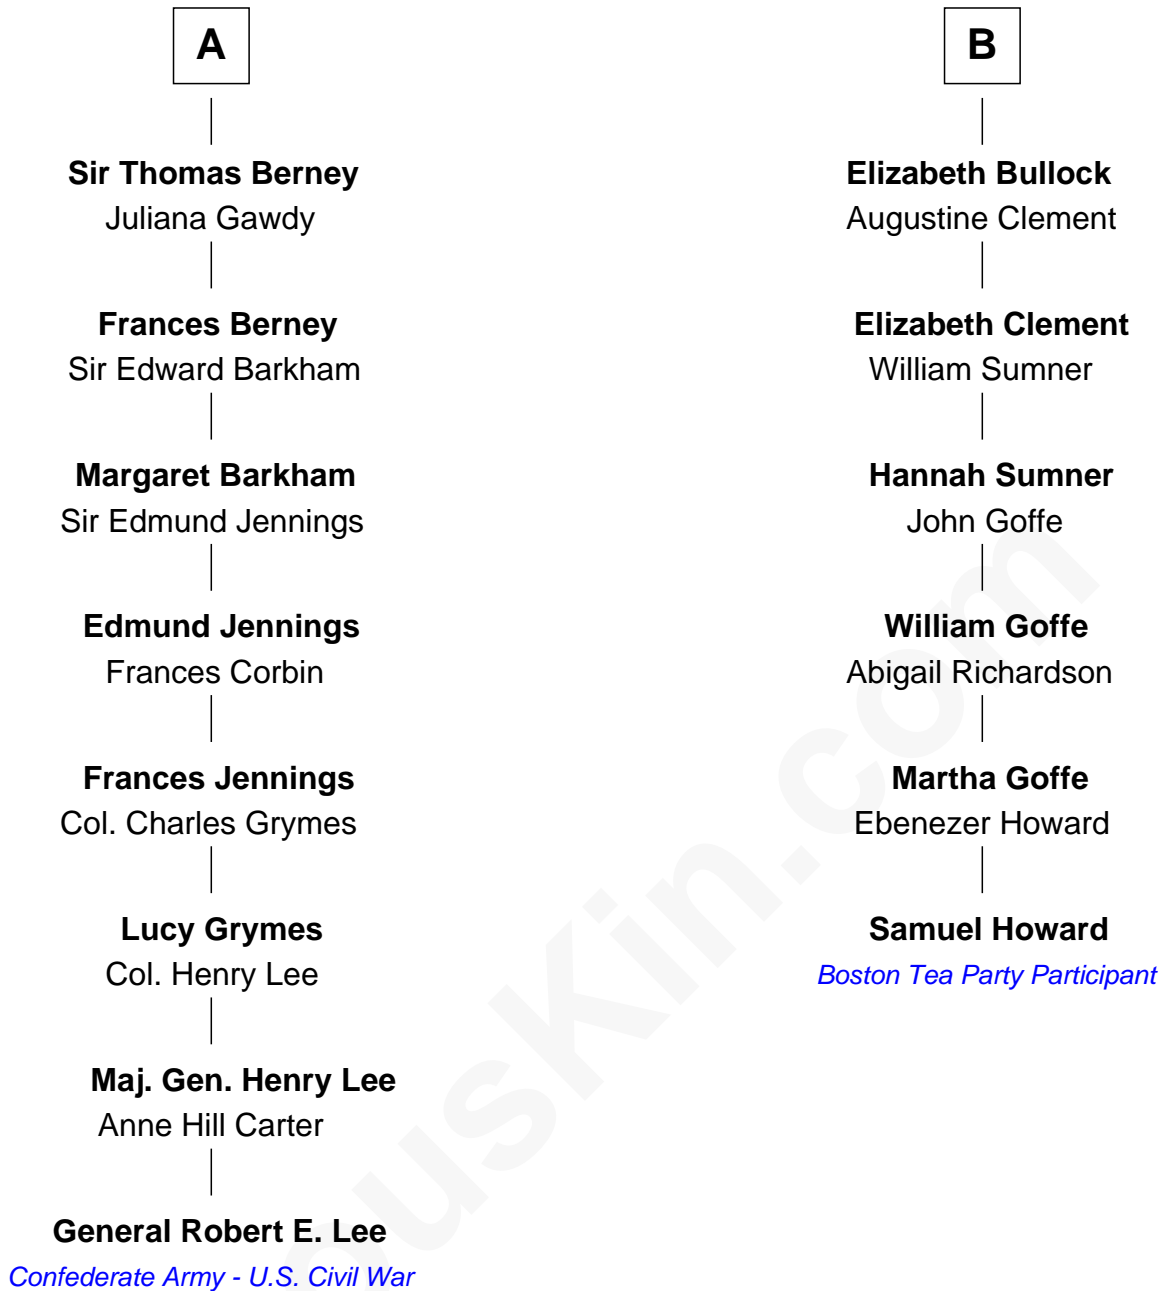 A
Sir Thomas Berney
Juliana Gawdy
Frances Berney
Sir Edward Barkham
Margaret Barkham
Sir Edmund Jennings
Edmund Jennings
Frances Corbin
Frances Jennings
Col. Charles Grymes
Lucy Grymes
Col. Henry Lee
Maj. Gen. Henry Lee
Anne Hill Carter
General Robert E. Lee
Confederate Army - U.S. Civil War
B
Elizabeth Bullock
Augustine Clement
Elizabeth Clement
William Sumner
Hannah Sumner
John Goffe
William Goffe
Abigail Richardson
Martha Goffe
Ebenezer Howard
Samuel Howard
Boston Tea Party Participant
ousKin.com